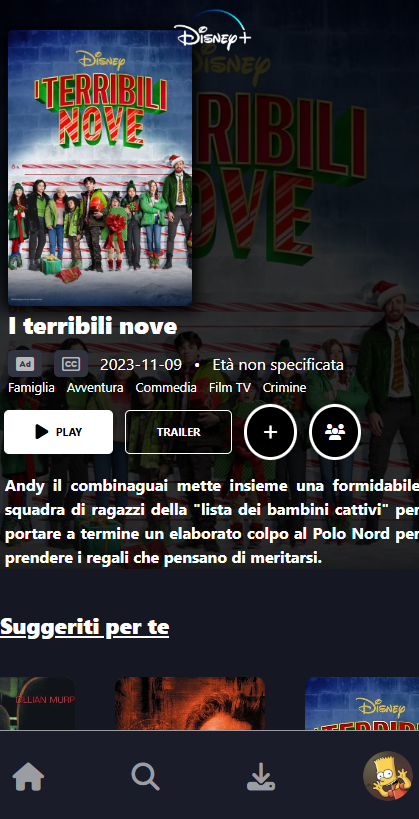 Disney+
Disney
I TERRIBILI
NOVE
I terribili nove
Ad CC 2023-11-09 • Età non specificata
Famiglia Avventura Commedia Film TV Crimine
PLAY TRAILER +
Andy il combinaguai mette insieme una formidabile
squadra di ragazzi della "lista dei bambini cattivi" per
portare a termine un elaborato colpo al Polo Nord per
prendere i regali che pensano di meritarsi.
Suggeriti per te
CILLIAN MURP
Disney